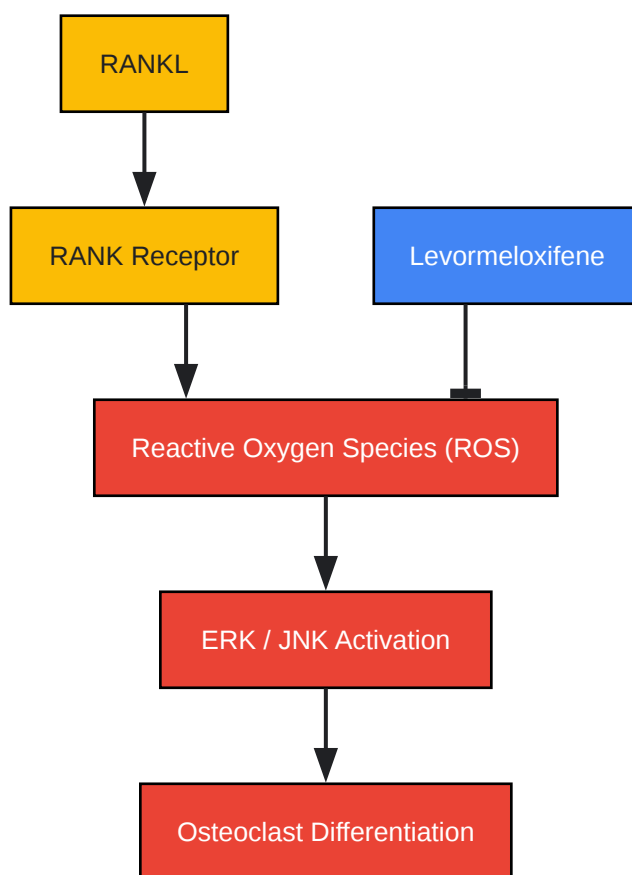 RANKL
RANK Receptor
Levormeloxifene
Reactive Oxygen Species (ROS)
ERK / JNK Activation
Osteoclast Differentiation